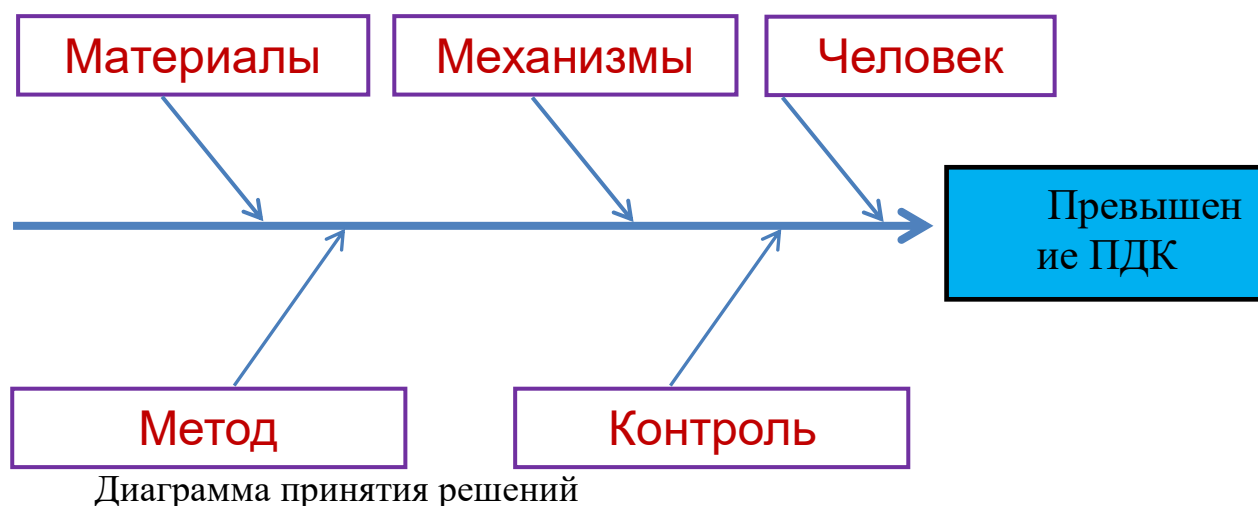 Материалы
Механизмы
Человек
Превышен
ие ПДК
Метод
Контроль
Диаграмма принятия решений